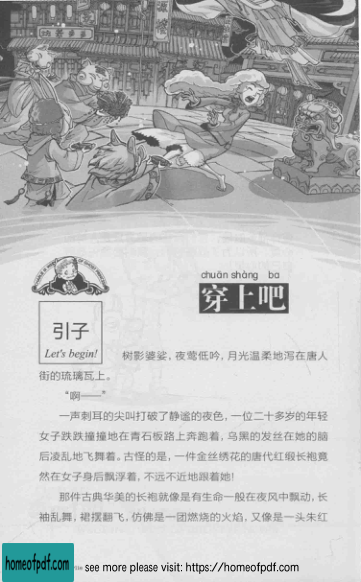 chuān shàng ba
穿上吧
引子
Let's begin!
树影婆娑，夜莺低吟，月光温柔地泻在唐人
街的琉璃瓦上。
“啊——”
一声刺耳的尖叫打破了静谧的夜色，一位二十多岁的年轻
女子跌跌撞撞地在青石板路上奔跑着，乌黑的发丝在她的脑
后凌乱地飞舞着。古怪的是，一件金丝绣花的唐代红缎长袍竟
然在女子身后飘浮着，不远不近地跟着她！
那件古典华美的长袍就像是有生命一般在夜风中飘动，长
袖乱舞，裙摆翻飞，仿佛是一团燃烧的火焰，又像是一头朱红
homeofpdf.com
see more please visit: https://homeofpdf.com